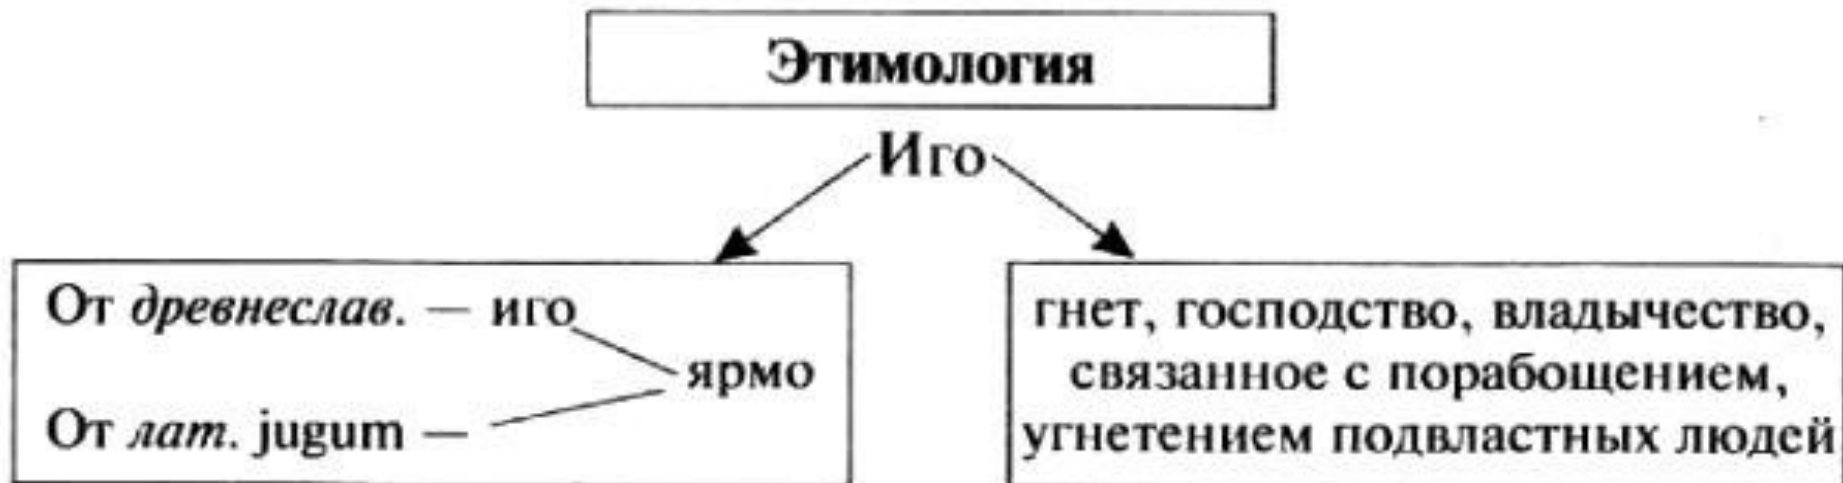 Этимология
Иго
От древнеслав. — иго
ярмо
От лат. jugum —
гнет, господство, владычество,
связанное с порабощением,
угнетением подвластных людей